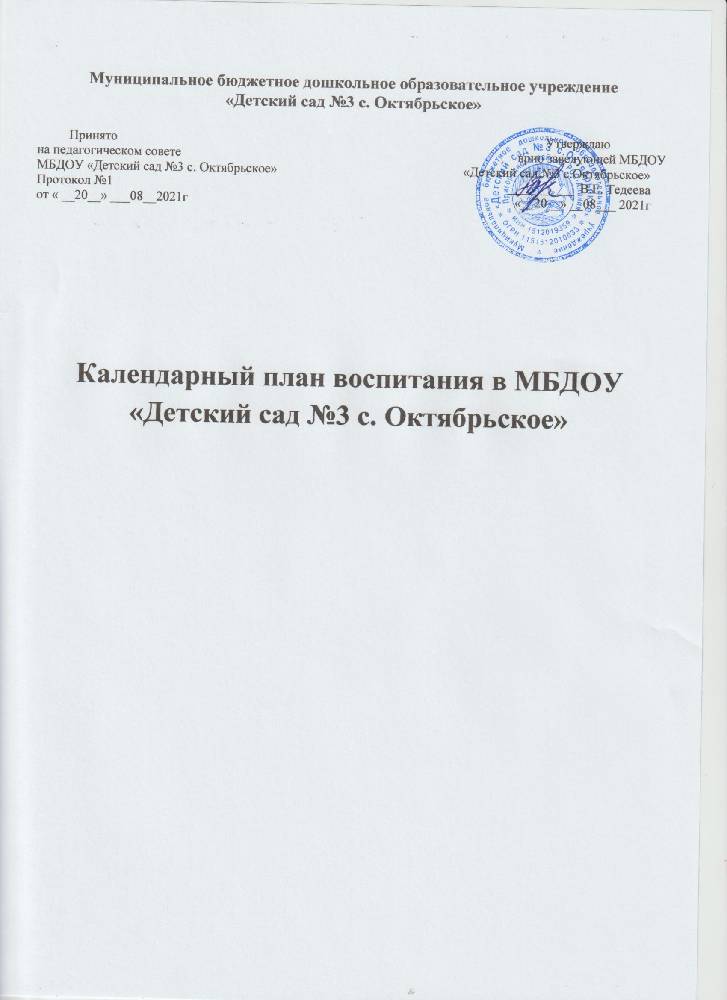 Муниципальное бюджетное дошкольное образовательное учреждение
«Детский сад №3 с. Октябрьское»
Принято
на педагогическом совете
МБДОУ «Детский сад №3 с. Октябрьское»
Протокол №1
от « __20__» ___08__2021г
Утверждаю
врио заведующей МБДОУ
«Детский сад №3 с.Октябрьское»
__________ В.Е. Тедеева
«__20__» __08___ 2021г
Муниципальное бюджетное дошкольное образовательное учреждение
«Детский сад № 3 с. Октябрьское»
Пригородного района РСО-Алания
ИНН 1512019359
ОГРН 1151512010033
Календарный план воспитания в МБДОУ
«Детский сад №3 с. Октябрьское»